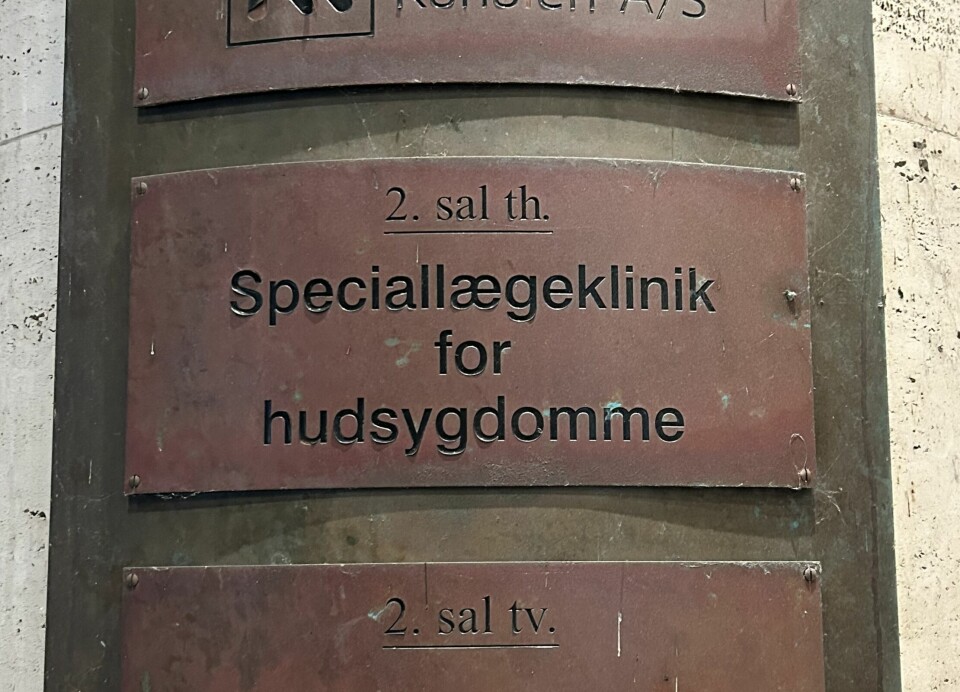 A/S
2. sal th.
Speciallægeklinik
for
hudsygdomme
2. sal tv.